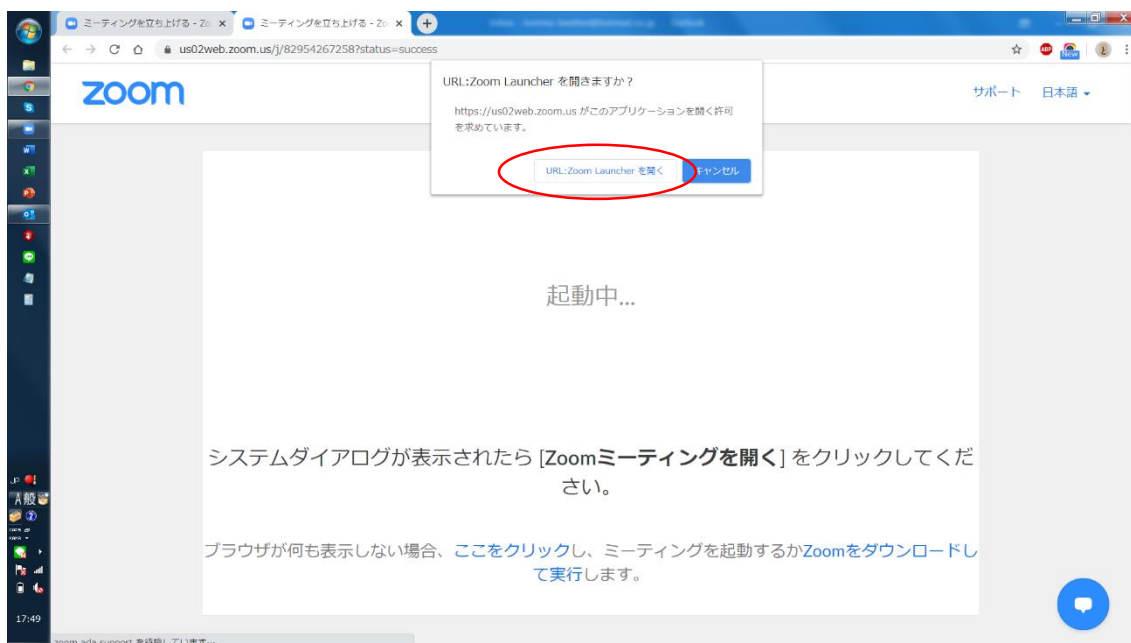 ミーティングを立ち上げる - Zo
ミーティングを立ち上げる - Zo
us02web.zoom.us/j/82954267258?status=success
zoom
サポート 日本語
URL:Zoom Launcher を開きますか?
https://us02web.zoom.us がこのアプリケーションを開く許可
を求めています。
URL:Zoom Launcher を開く
キャンセル
起動中...
システムダイアログが表示されたら [Zoomミーティングを開く] をクリックしてくだ
さい。
ブラウザが何も表示しない場合、ここをクリックし、ミーティングを起動するかZoomをダウンロードし
て実行します。
JP
A 般
17:49